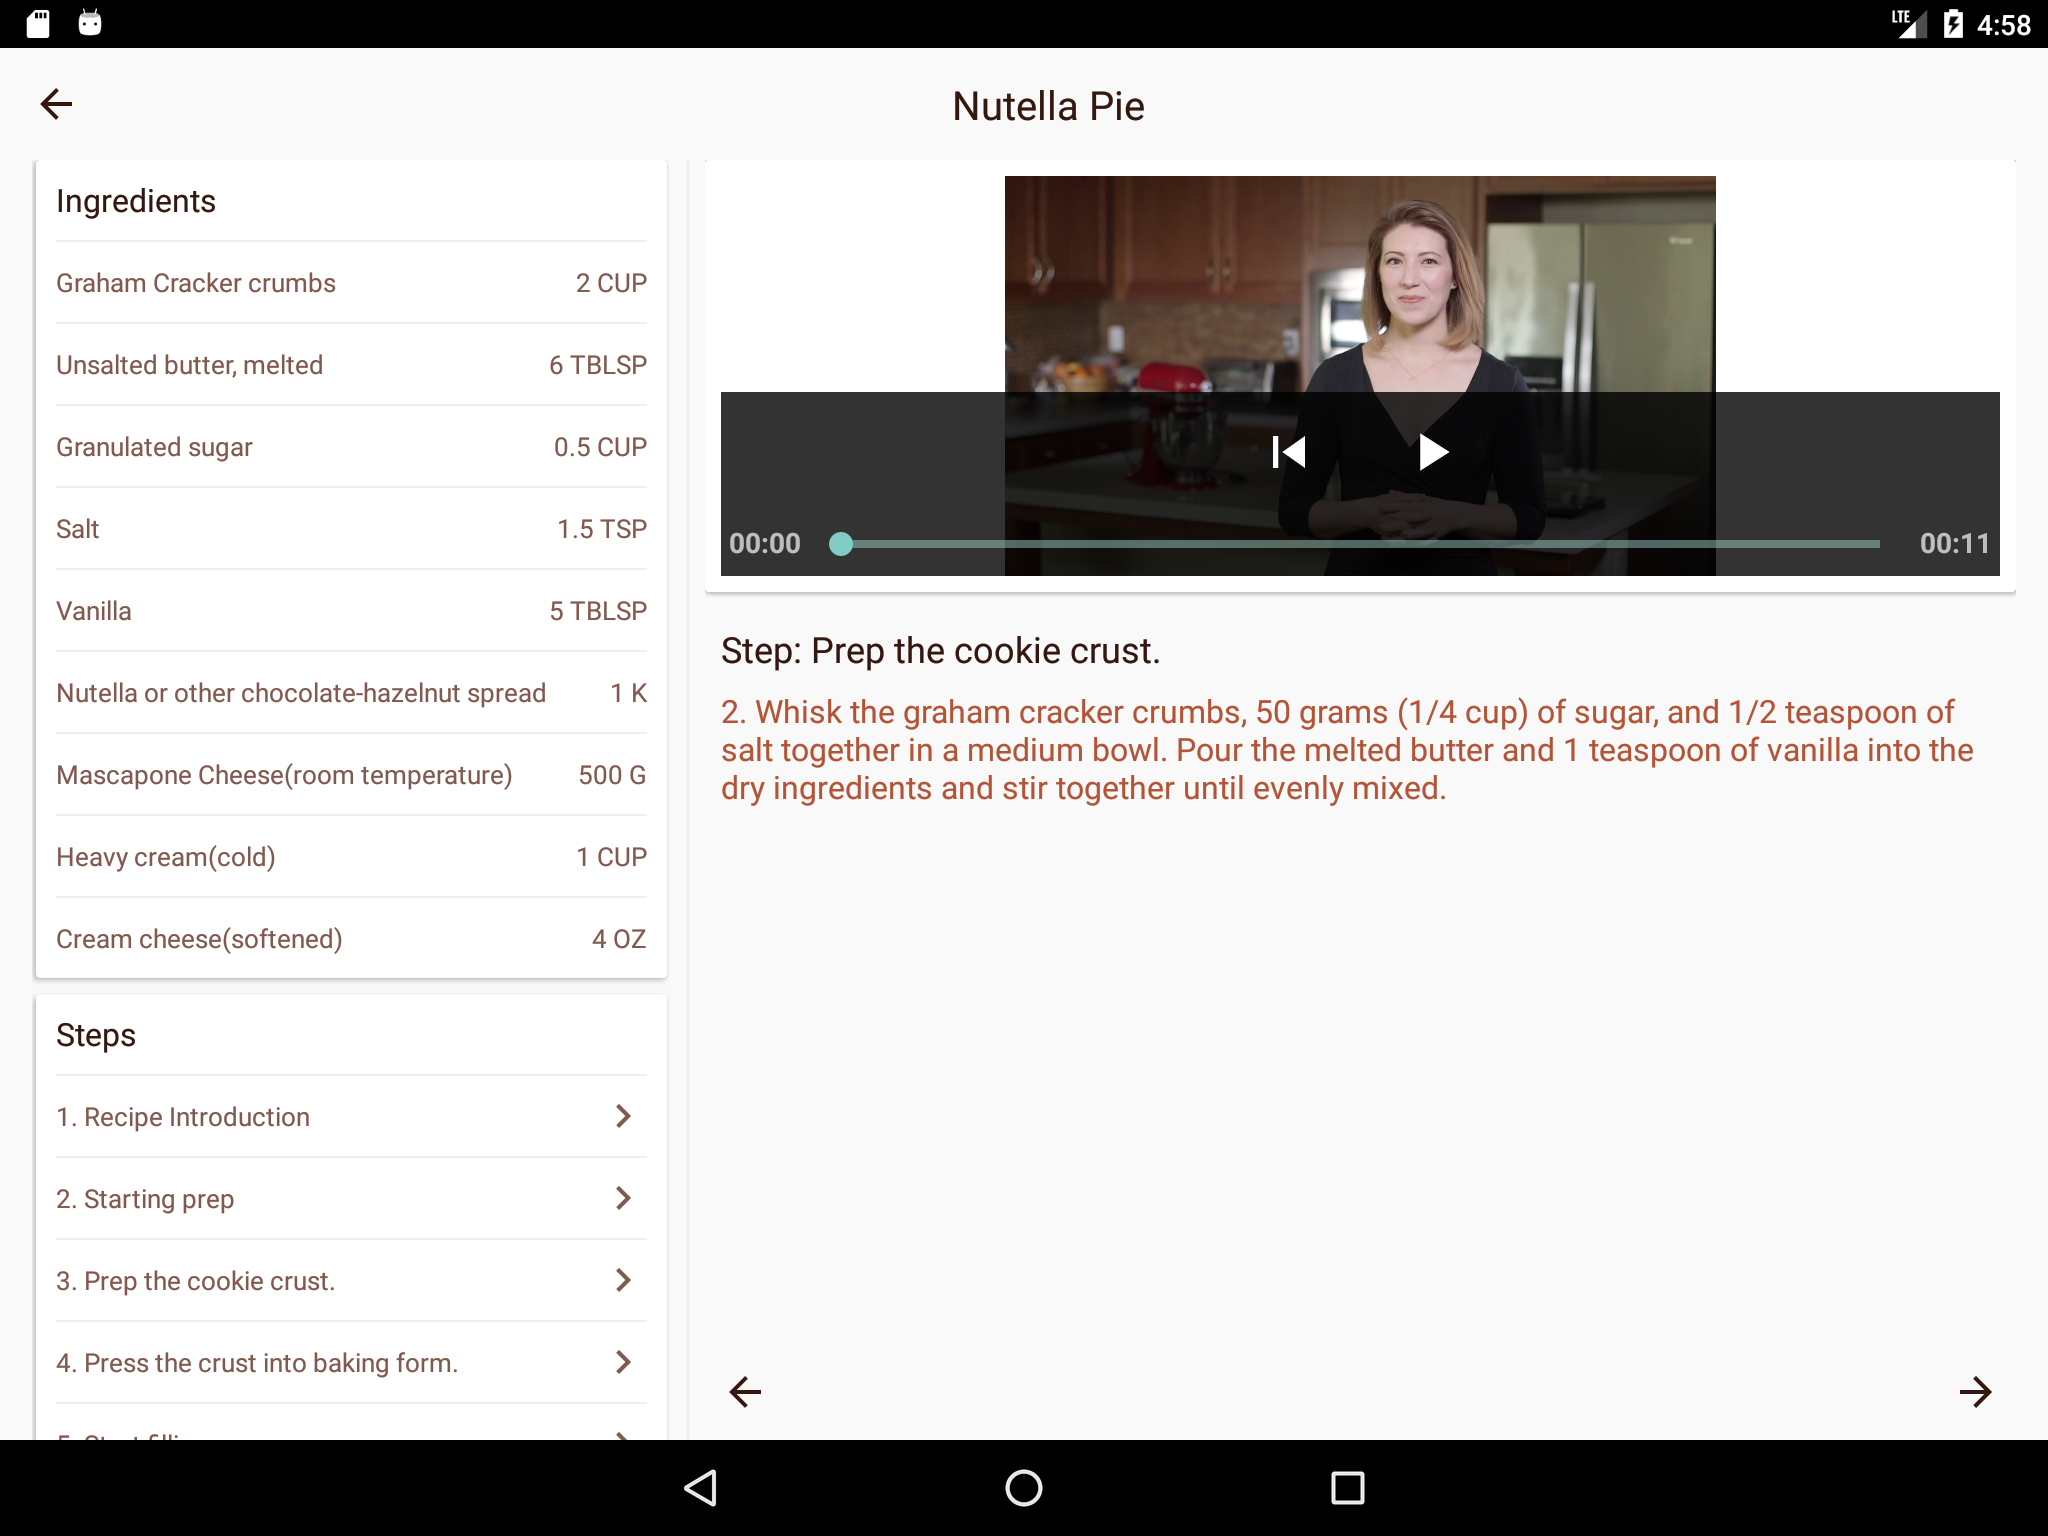 LTE 4:58
Nutella Pie
Ingredients
Graham Cracker crumbs 2 CUP
Unsalted butter, melted 6 TBLSP
Granulated sugar 0.5 CUP
Salt 1.5 TSP
Vanilla 5 TBLSP
Nutella or other chocolate-hazelnut spread 1 K
Mascapone Cheese(room temperature) 500 G
Heavy cream(cold) 1 CUP
Cream cheese(softened) 4 OZ
Steps
1. Recipe Introduction
2. Starting prep
3. Prep the cookie crust.
4. Press the crust into baking form.
00:00 00:11
Step: Prep the cookie crust.
2. Whisk the graham cracker crumbs, 50 grams (1/4 cup) of sugar, and 1/2 teaspoon of
salt together in a medium bowl. Pour the melted butter and 1 teaspoon of vanilla into the
dry ingredients and stir together until evenly mixed.